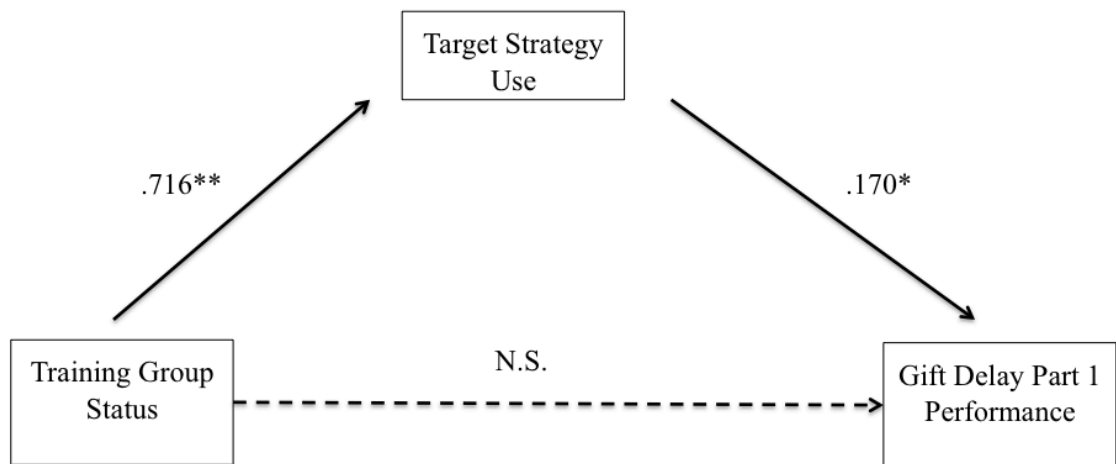 Target Strategy
Use
.716**
.170*
Training Group
Status
N.S.
Gift Delay Part 1
Performance